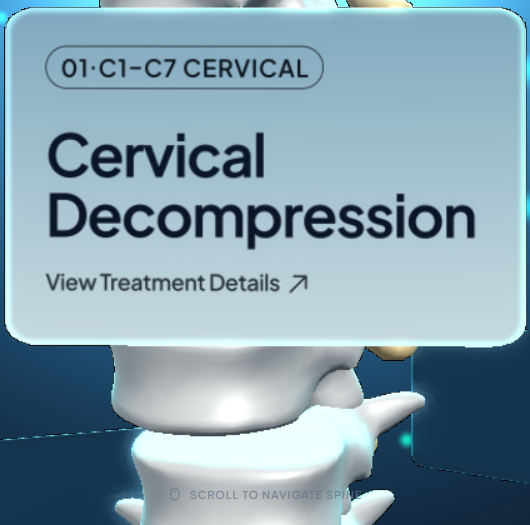 01·C1–C7 CERVICAL
Cervical
Decompression
View Treatment Details ↗
SCROLL TO NAVIGATE SPINE